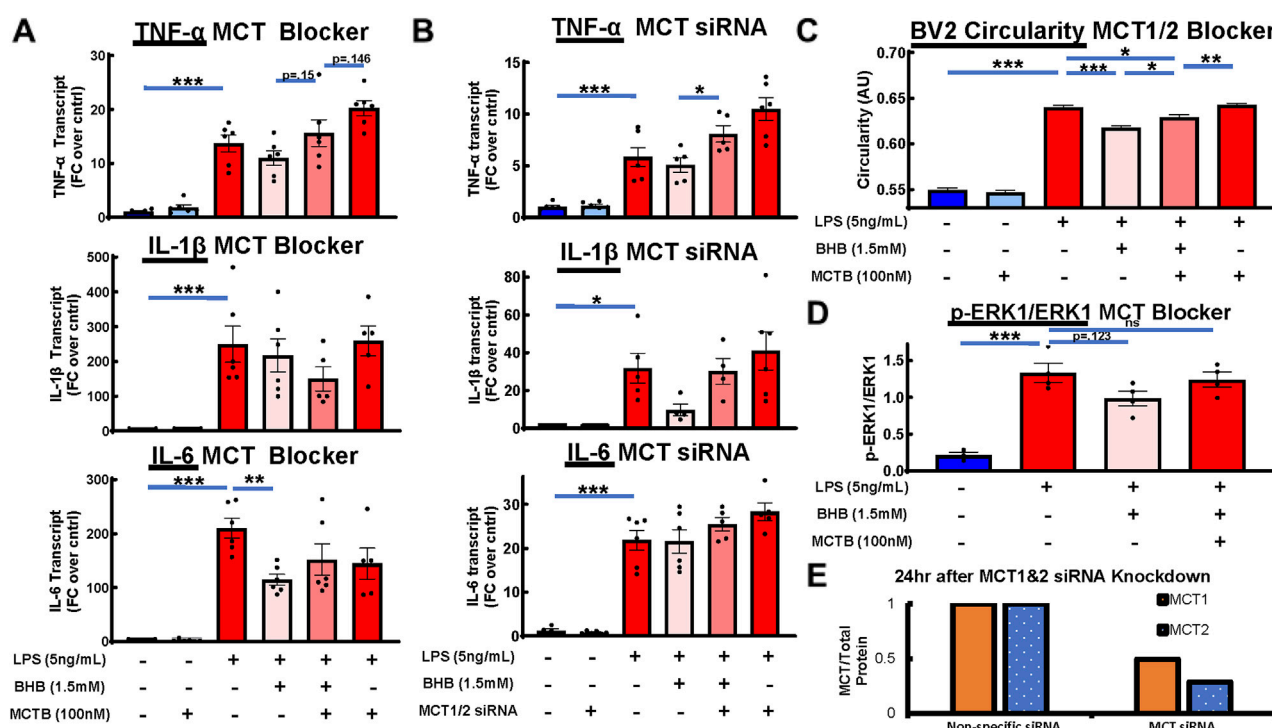 A
TNF-α MCT Blocker
TNF-α Transcript
(FC over cntrl)
30
20
10
0
***
p=.15
p=.146
IL-1β MCT Blocker
IL-1β Transcript
(FC over cntrl)
500
400
300
200
100
0
***
IL-6 MCT Blocker
IL-6 Transcript
(FC over cntrl)
300
200
100
0
***
**
LPS (5ng/mL) - - + + + +
BHB (1.5mM) - - - + + -
MCTB (100nM) - + - - + +
B
TNF-α MCT siRNA
TNF-α transcript
(FC over cntrl)
15
10
5
0
***
*
IL-1β MCT siRNA
IL-1β transcript
(FC over cntrl)
80
60
40
20
0
*
IL-6 MCT siRNA
IL-6 transcript
(FC over cntrl)
30
20
10
0
***
LPS (5ng/mL) - - + + + +
BHB (1.5mM) - - - + + -
MCT1/2 siRNA - + - - + +
C
BV2 Circularity MCT1/2 Blocker
Circularity (AU)
0.70
0.65
0.60
0.55
***
*
***
*
**
LPS (5ng/mL) - - + + + +
BHB (1.5mM) - - - + + -
MCTB (100nM) - + - - + +
D
p-ERK1/ERK1 MCT Blocker
p-ERK1/ERK1
1.5
1.0
0.5
0.0
***
ns
p=.123
LPS (5ng/mL) - + + +
BHB (1.5mM) - - + +
MCTB (100nM) - - - +
E
24hr after MCT1&2 siRNA Knockdown
MCT/Total
Protein
1
0.5
0
MCT1
MCT2
Non-specific siRNA
MCT siRNA